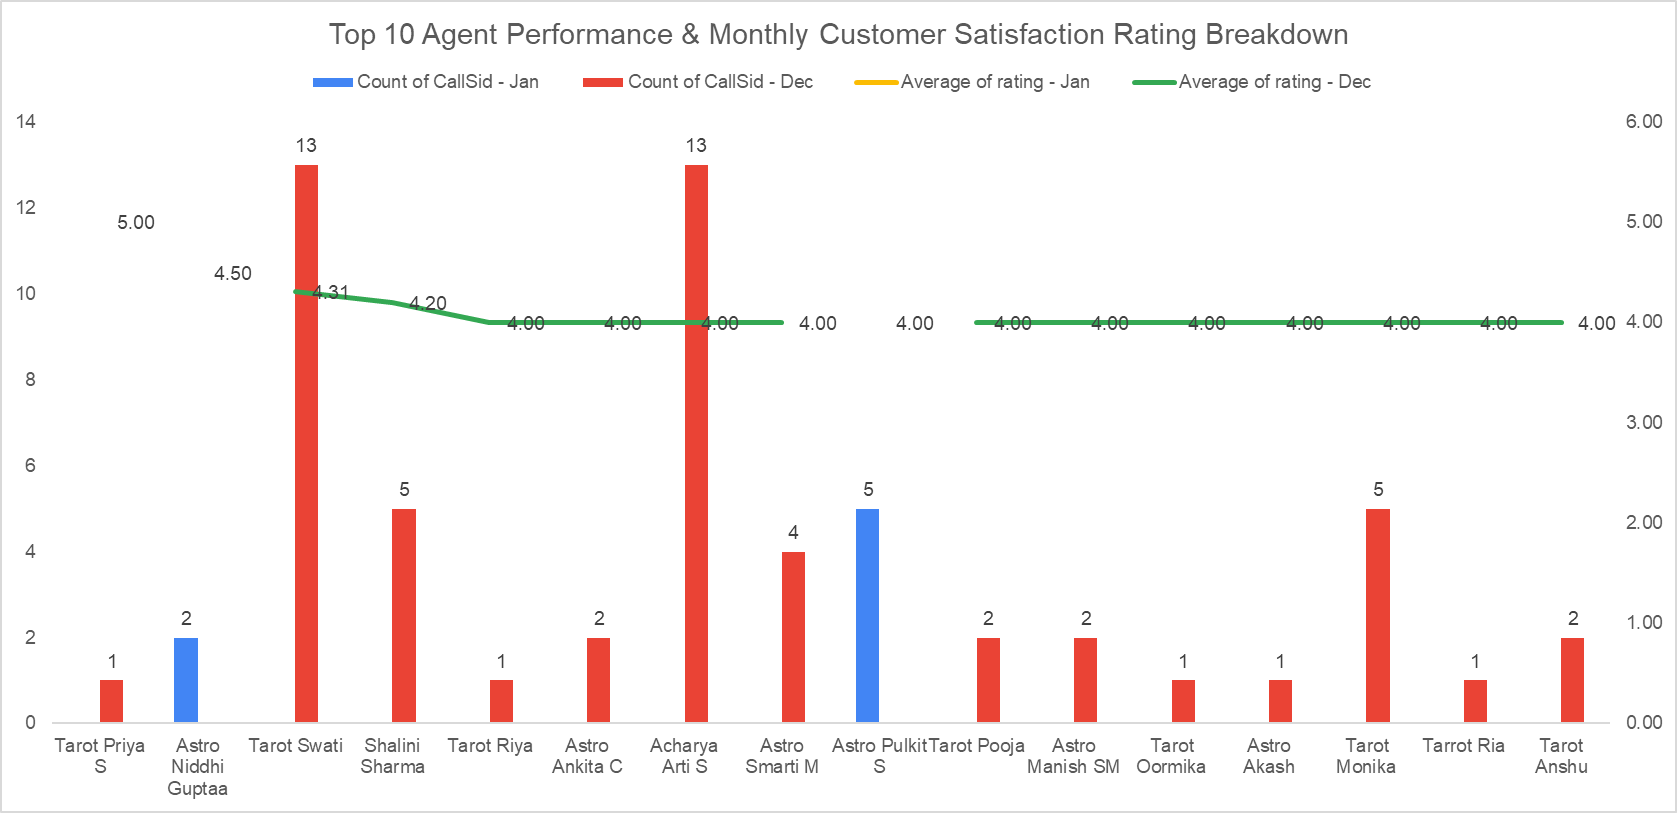 Top 10 Agent Performance & Monthly Customer Satisfaction Rating Breakdown
Count of CallSid - Jan
Count of CallSid - Dec
Average of rating - Jan
Average of rating - Dec
14
12
10
8
6
4
2
0
6.00
5.00
4.00
3.00
2.00
1.00
0.00
5.00
4.50
4.31
4.20
4.00
4.00
4.00
4.00
4.00
4.00
4.00
4.00
4.00
4.00
4.00
4.00
1
2
13
5
1
2
13
4
5
2
2
1
1
5
1
2
Tarot Priya
S
Astro
Niddhi
Guptaa
Tarot Swati
Shalini
Sharma
Tarot Riya
Astro
Ankita C
Acharya
Arti S
Astro
Smarti M
Astro Pulkit
S
Tarot Pooja
Astro
Manish SM
Tarot
Oormika
Astro
Akash
Tarot
Monika
Tarrot Ria
Tarot
Anshu